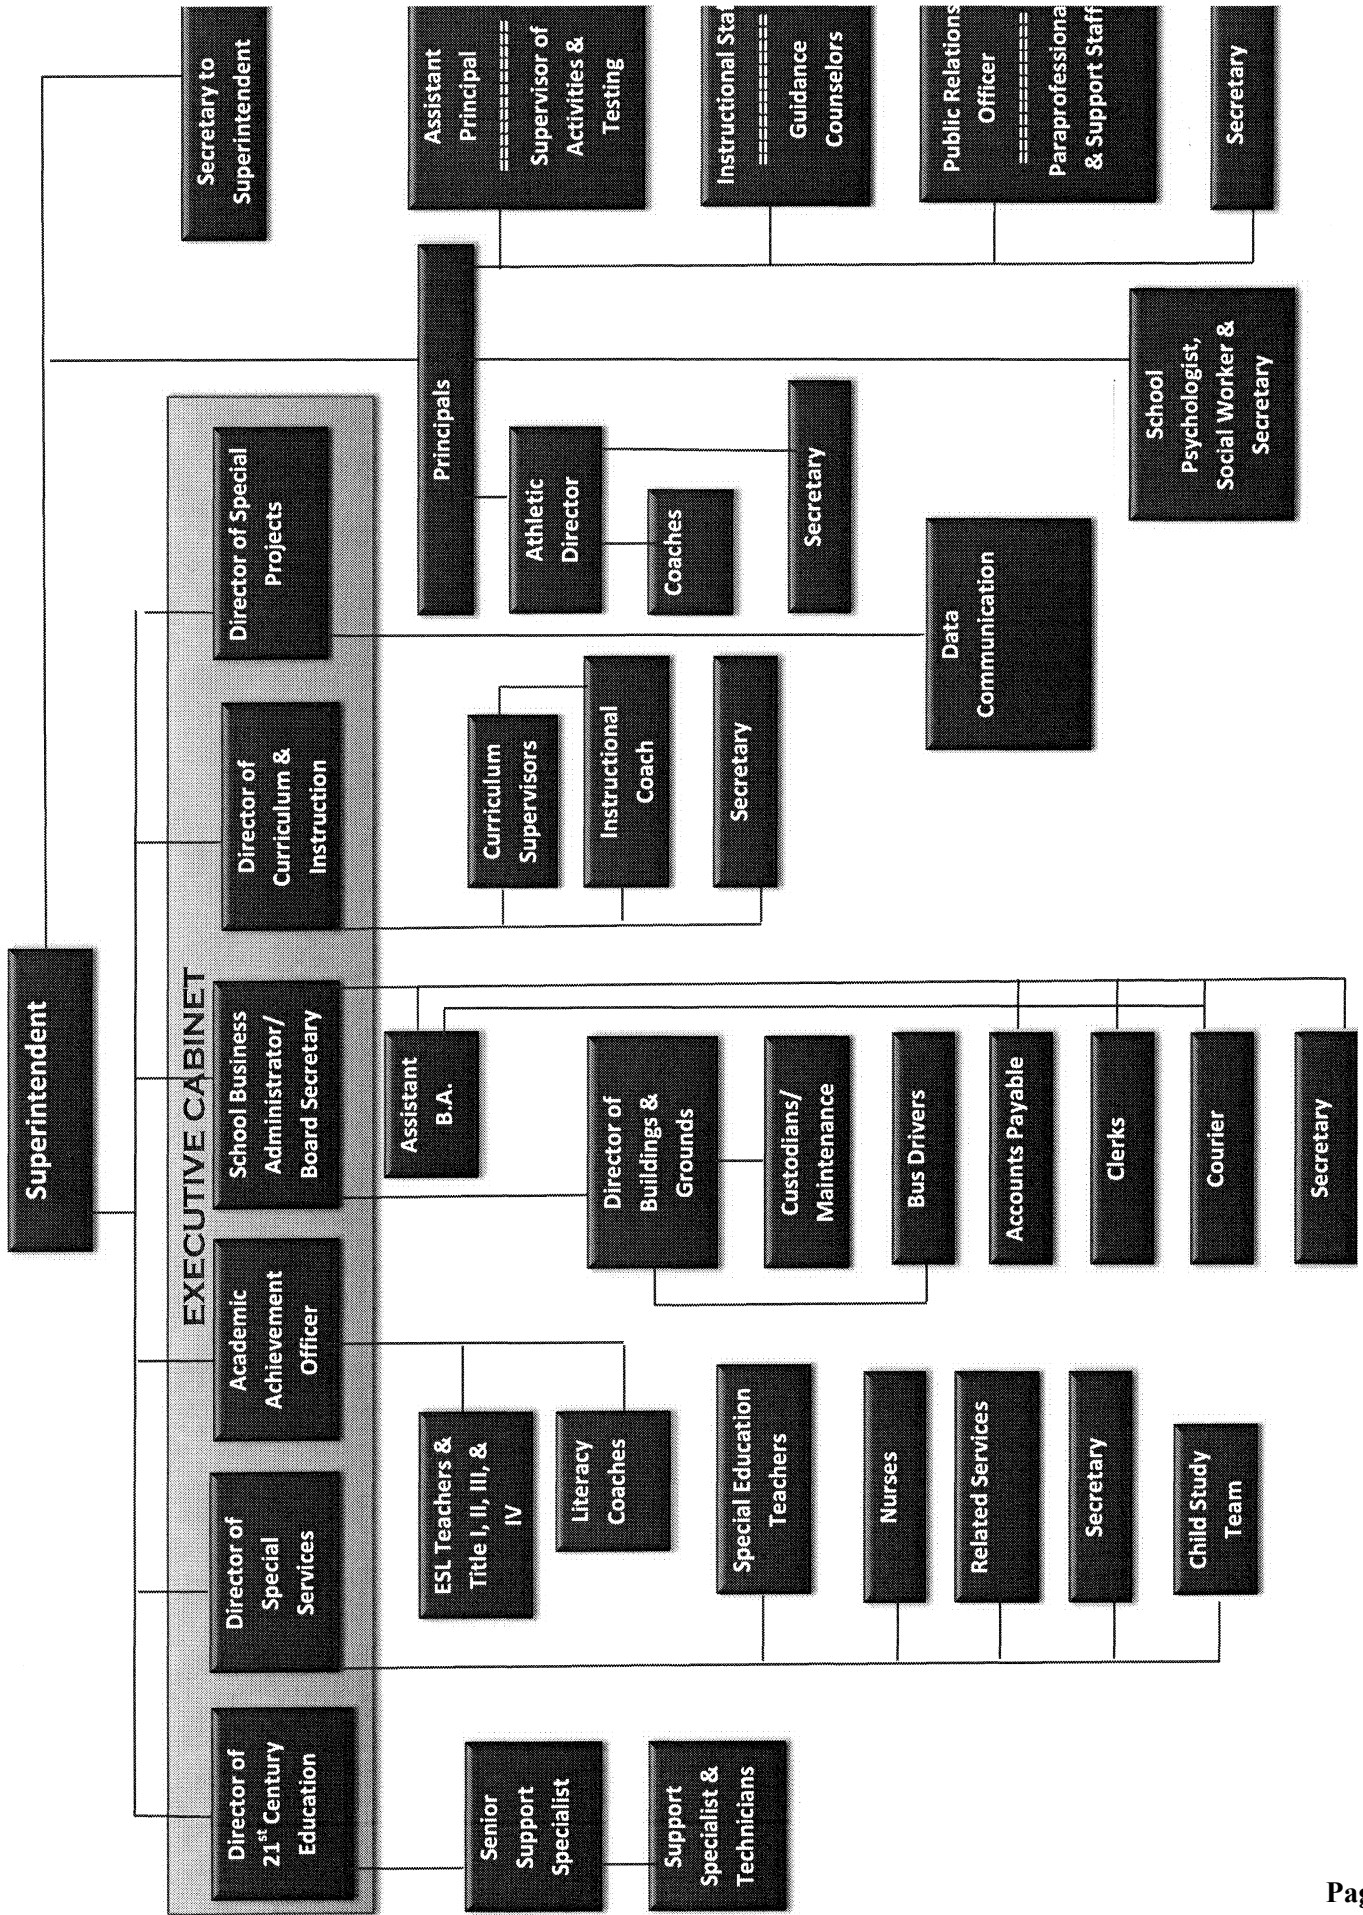 Superintendent
Secretary to
Superintendent
EXECUTIVE CABINET
Director of
21st Century
Education
Director of
Special
Services
Academic
Achievement
Officer
School Business
Administrator/
Board Secretary
Director of
Curriculum &
Instruction
Director of Special
Projects
Principals
Senior
Support
Specialist
Support
Specialist &
Technicians
Special Education
Teachers
Nurses
Related Services
Secretary
Child Study
Team
ESL Teachers &
Title I, II, III, &
IV
Literacy
Coaches
Assistant
B.A.
Director of
Buildings &
Grounds
Custodians/
Maintenance
Bus Drivers
Accounts Payable
Clerks
Courier
Secretary
Curriculum
Supervisors
Instructional
Coach
Secretary
Data
Communication
Athletic
Director
Coaches
Secretary
School
Psychologist,
Social Worker &
Secretary
Assistant
Principal
===========
Supervisor of
Activities &
Testing
Instructional Staf
===========
Guidance
Counselors
Public Relations
Officer
=========
Paraprofessiona
& Support Staff
Secretary
Pag